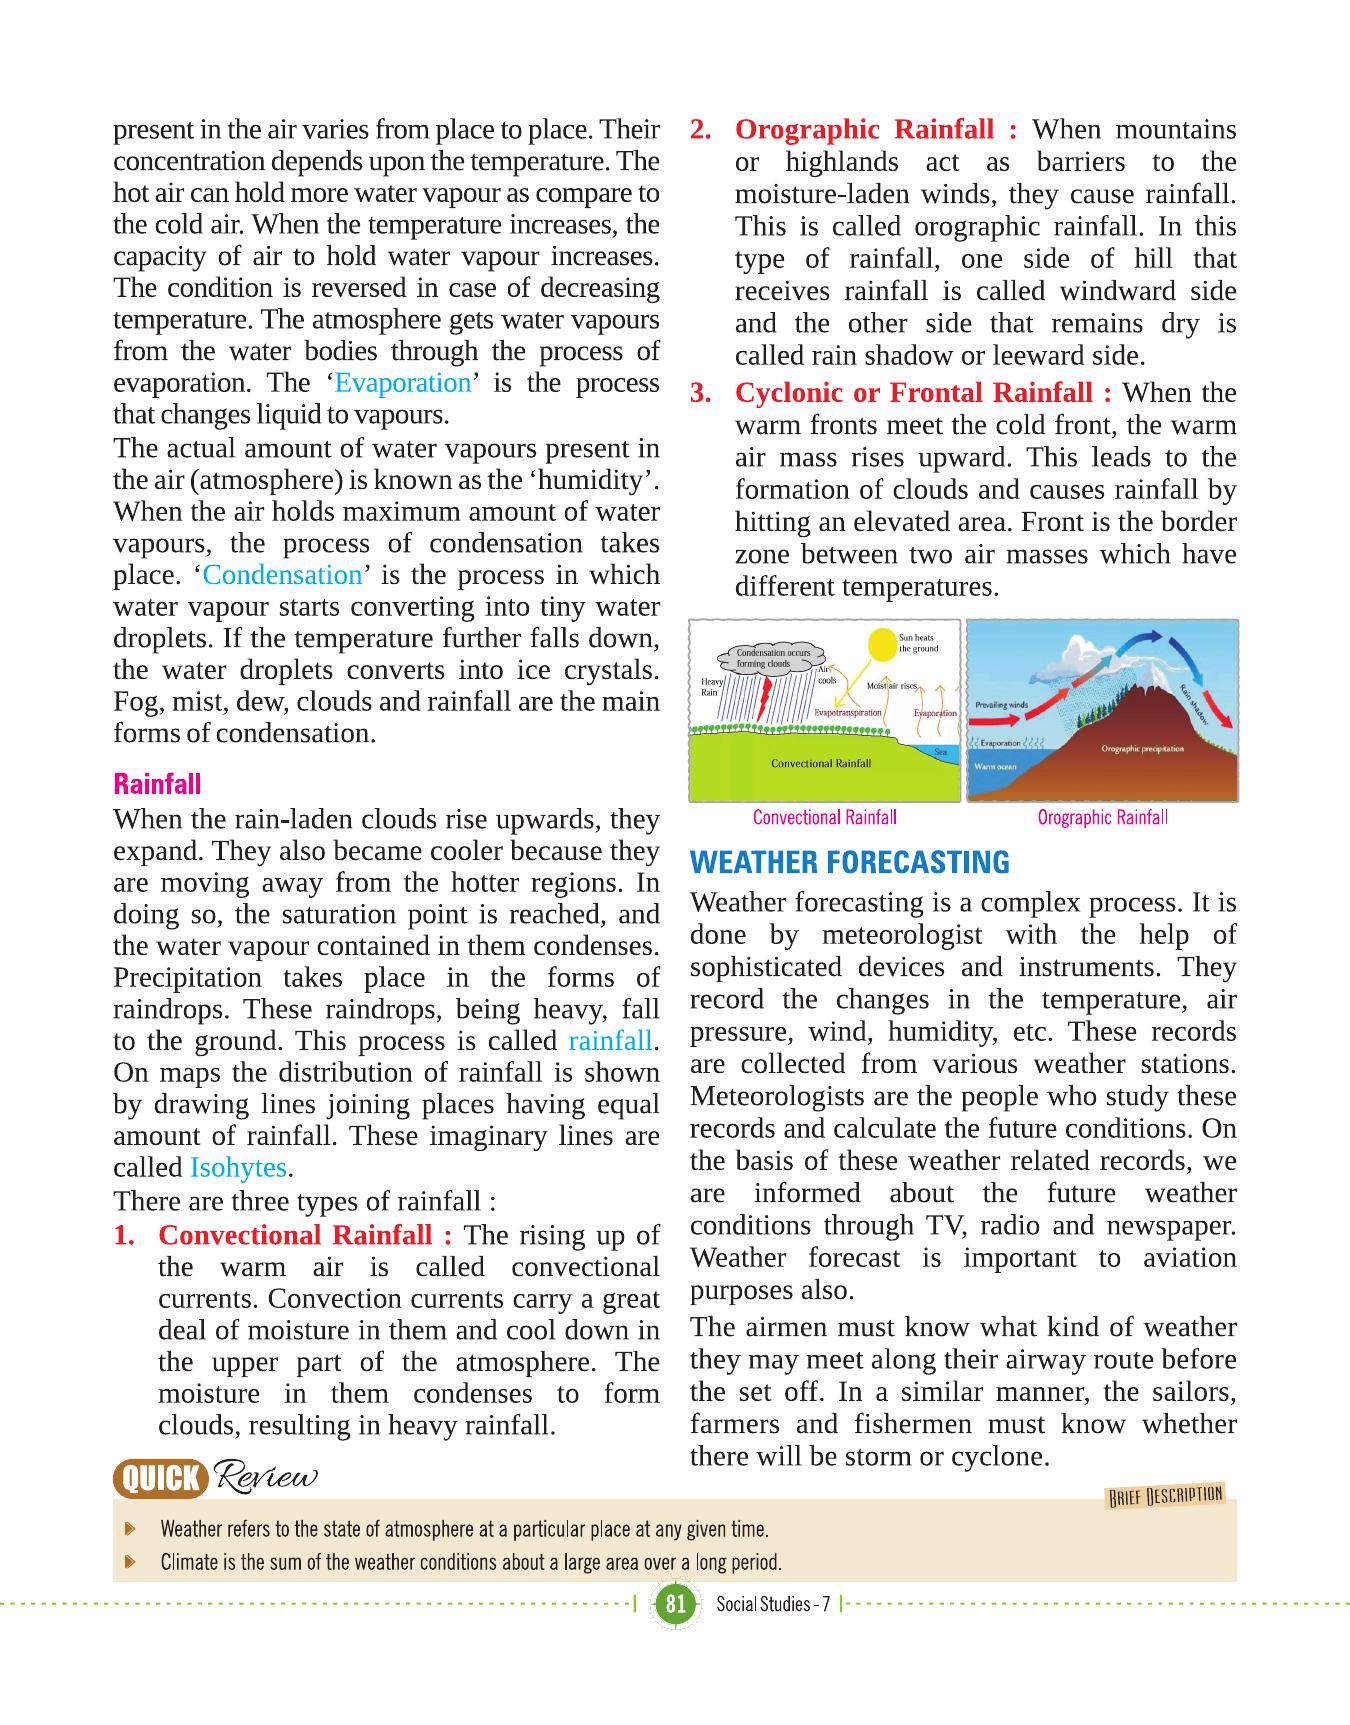 present in the air varies from place to place. Their
concentration depends upon the temperature. The
hot air can hold more water vapour as compare to
the cold air. When the temperature increases, the
capacity of air to hold water vapour increases.
The condition is reversed in case of decreasing
temperature. The atmosphere gets water vapours
from the water bodies through the process of
evaporation. The ‘Evaporation’ is the process
that changes liquid to vapours.
The actual amount of water vapours present in
the air (atmosphere) is known as the ‘humidity’.
When the air holds maximum amount of water
vapours, the process of condensation takes
place. ‘Condensation’ is the process in which
water vapour starts converting into tiny water
droplets. If the temperature further falls down,
the water droplets converts into ice crystals.
Fog, mist, dew, clouds and rainfall are the main
forms of condensation.
Rainfall
When the rain-laden clouds rise upwards, they
expand. They also became cooler because they
are moving away from the hotter regions. In
doing so, the saturation point is reached, and
the water vapour contained in them condenses.
Precipitation takes place in the forms of
raindrops. These raindrops, being heavy, fall
to the ground. This process is called rainfall.
On maps the distribution of rainfall is shown
by drawing lines joining places having equal
amount of rainfall. These imaginary lines are
called Isohytes.
There are three types of rainfall :
1. Convectional Rainfall : The rising up of
the warm air is called convectional
currents. Convection currents carry a great
deal of moisture in them and cool down in
the upper part of the atmosphere. The
moisture in them condenses to form
clouds, resulting in heavy rainfall.
2. Orographic Rainfall : When mountains
or highlands act as barriers to the
moisture-laden winds, they cause rainfall.
This is called orographic rainfall. In this
type of rainfall, one side of hill that
receives rainfall is called windward side
and the other side that remains dry is
called rain shadow or leeward side.
3. Cyclonic or Frontal Rainfall : When the
warm fronts meet the cold front, the warm
air mass rises upward. This leads to the
formation of clouds and causes rainfall by
hitting an elevated area. Front is the border
zone between two air masses which have
different temperatures.
Condensation occurs
forming clouds
Sun heats
the ground
Heavy
Rain
Air
cools
Moist air rises
Evapotranspiration
Evaporation
Sea
Convectional Rainfall
Prevailing winds
Rain shadow
Evaporation
Orographic precipitation
Warm ocean
Convectional Rainfall
Orographic Rainfall
WEATHER FORECASTING
Weather forecasting is a complex process. It is
done by meteorologist with the help of
sophisticated devices and instruments. They
record the changes in the temperature, air
pressure, wind, humidity, etc. These records
are collected from various weather stations.
Meteorologists are the people who study these
records and calculate the future conditions. On
the basis of these weather related records, we
are informed about the future weather
conditions through TV, radio and newspaper.
Weather forecast is important to aviation
purposes also.
The airmen must know what kind of weather
they may meet along their airway route before
the set off. In a similar manner, the sailors,
farmers and fishermen must know whether
there will be storm or cyclone.
QUICK Review
BRIEF DESCRIPTION
Weather refers to the state of atmosphere at a particular place at any given time.
Climate is the sum of the weather conditions about a large area over a long period.
81 Social Studies - 7